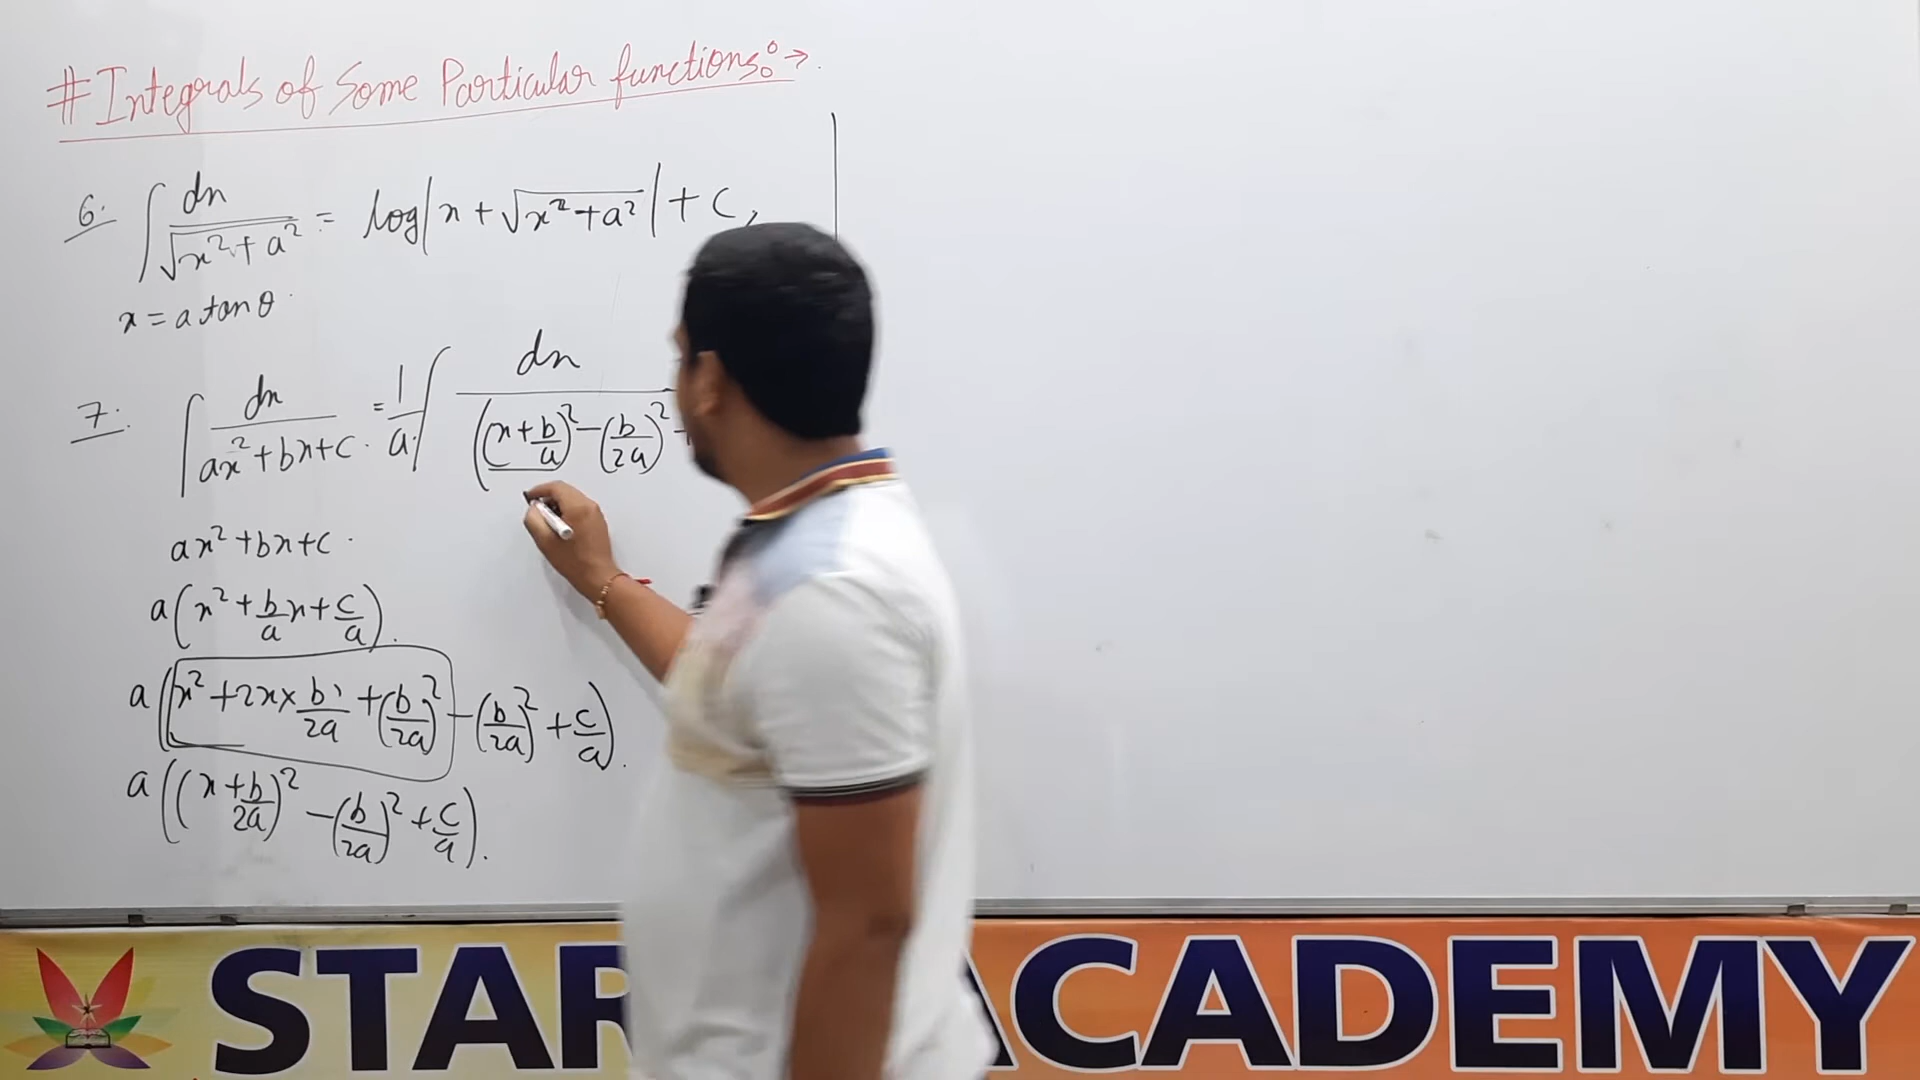 # Integrals of Some Particular functions :→.
6. ∫ dx/√(x²+a²) = log|x + √(x²+a²)| + C,
x = a tanθ
7. ∫ dx/(ax²+bx+c) . = 1/a ∫ dx/((x+b/a)² - (b/2a)²
ax² + bx + c .
a(x² + b/a x + c/a).
a(x² + 2x × b/2a + (b/2a)² - (b/2a)² + c/a).
a((x + b/2a)² - (b/2a)² + c/a).
STAR ACADEMY